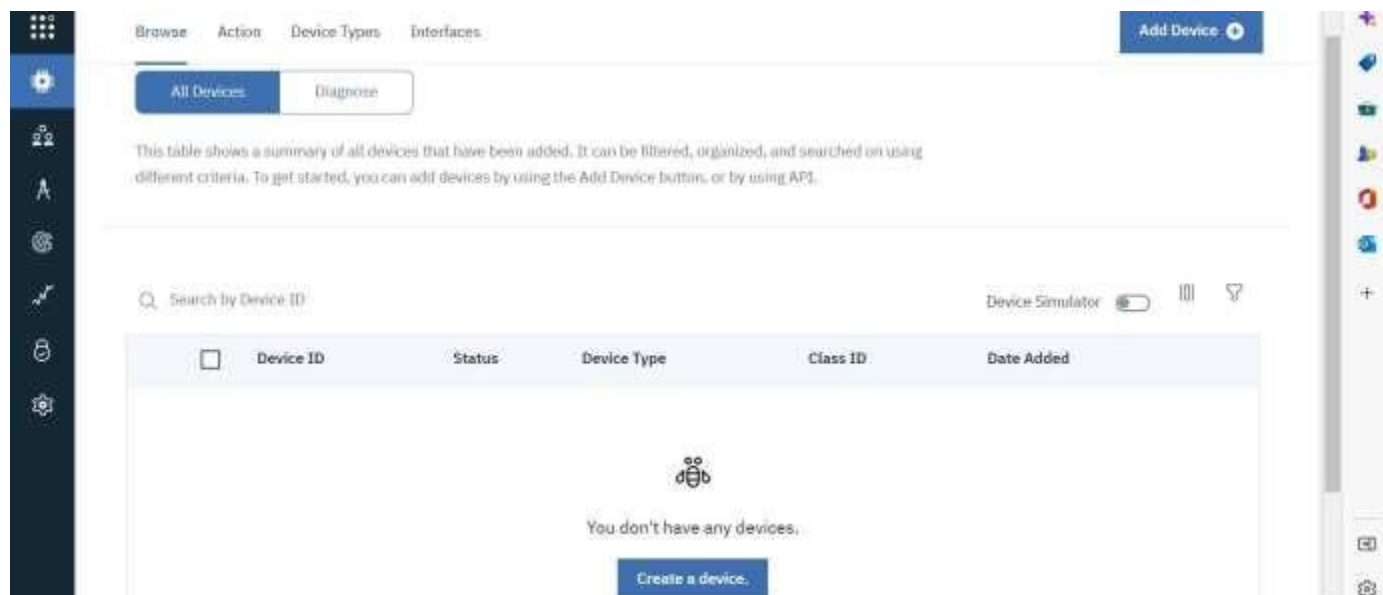 Browse Action Device Types Interfaces Add Device
All Devices Diagnose
This table shows a summary of all devices that have been added. It can be filtered, organized, and searched on using
different criteria. To get started, you can add devices by using the Add Device button, or by using API.
Search by Device ID Device Simulator
Device ID Status Device Type Class ID Date Added
You don't have any devices.
Create a device.